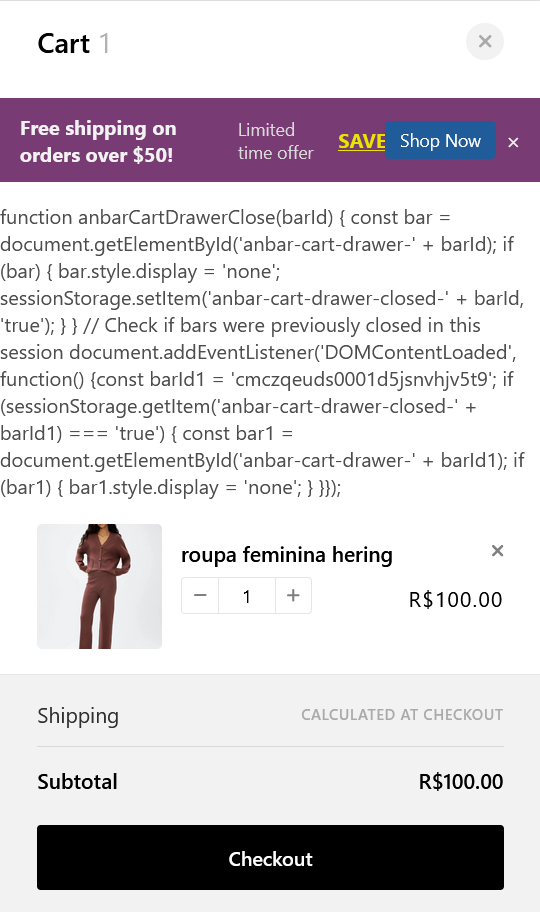 Cart 1
Free shipping on
orders over $50!
Limited
time offer
SAVE
Shop Now
function anbarCartDrawerClose(barId) { const bar =
document.getElementById('anbar-cart-drawer-' + barId); if
(bar) { bar.style.display = 'none';
sessionStorage.setItem('anbar-cart-drawer-closed-' + barId,
'true'); } } // Check if bars were previously closed in this
session document.addEventListener('DOMContentLoaded',
function() {const barId1 = 'cmczqeuds0001d5jsnvhjv5t9'; if
(sessionStorage.getItem('anbar-cart-drawer-closed-' +
barId1) === 'true') { const bar1 =
document.getElementById('anbar-cart-drawer-' + barId1); if
(bar1) { bar1.style.display = 'none'; } }});
roupa feminina hering
1
R$100.00
Shipping CALCULATED AT CHECKOUT
Subtotal R$100.00
Checkout